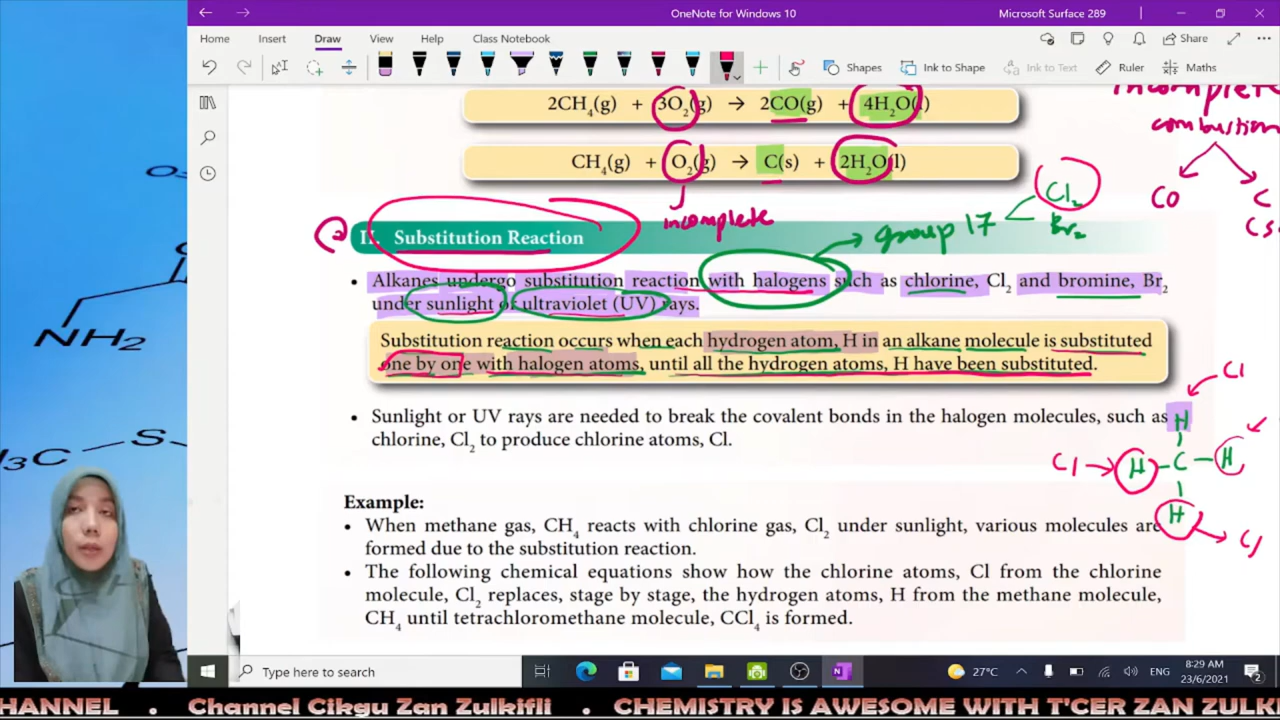 OneNote for Windows 10
Microsoft Surface 289
Home Insert Draw View Help Class Notebook Share
Shapes Ink to Shape Ink to Text Ruler Maths
2CH₄(g) + 3O₂(g) → 2CO(g) + 4H₂O(l)
combustion
CH₄(g) + O₂(g) → C(s) + 2H₂O(l)
CO C
incomplete
Cl₂
Br₂
group 17
Substitution Reaction
• Alkanes undergo substitution reaction with halogens such as chlorine, Cl₂ and bromine, Br₂
under sunlight or ultraviolet (UV) rays.
Substitution reaction occurs when each hydrogen atom, H in an alkane molecule is substituted
one by one with halogen atoms, until all the hydrogen atoms, H have been substituted.
Cl
• Sunlight or UV rays are needed to break the covalent bonds in the halogen molecules, such as
chlorine, Cl₂ to produce chlorine atoms, Cl.
H
Cl → H – C – H
H
Cl
Example:
• When methane gas, CH₄ reacts with chlorine gas, Cl₂ under sunlight, various molecules are
formed due to the substitution reaction.
• The following chemical equations show how the chlorine atoms, Cl from the chlorine
molecule, Cl₂ replaces, stage by stage, the hydrogen atoms, H from the methane molecule,
CH₄ until tetrachloromethane molecule, CCl₄ is formed.
NH2
S
Type here to search
27°C ENG
8:29 AM
23/6/2021
2
HANNEL . Channel Cikgu Zan Zulkifli . CHEMISTRY IS AWESOME WITH T'CER ZAN ZULK